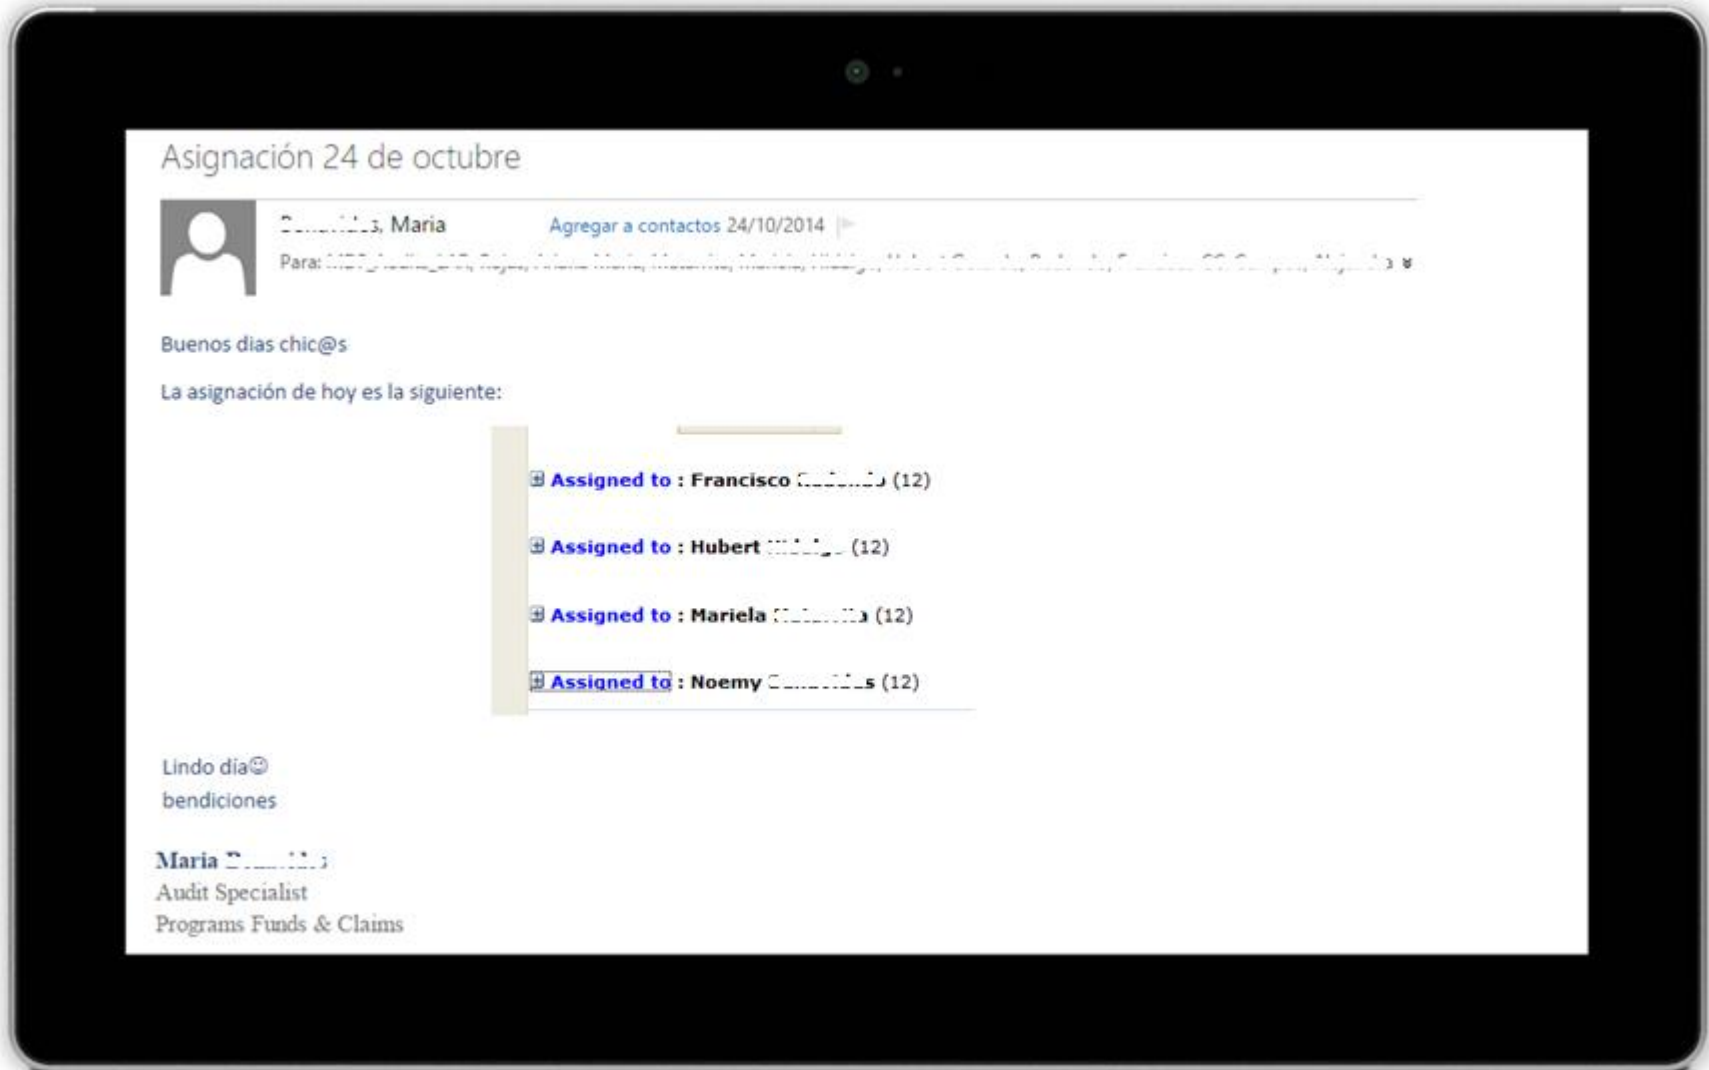 Asignación 24 de octubre
Maria Agregar a contactos 24/10/2014
Para:
Buenos dias chic@s
La asignación de hoy es la siguiente:
Assigned to : Francisco (12)
Assigned to : Hubert (12)
Assigned to : Mariela (12)
Assigned to : Noemy (12)
Lindo día☺
bendiciones
Maria
Audit Specialist
Programs Funds & Claims